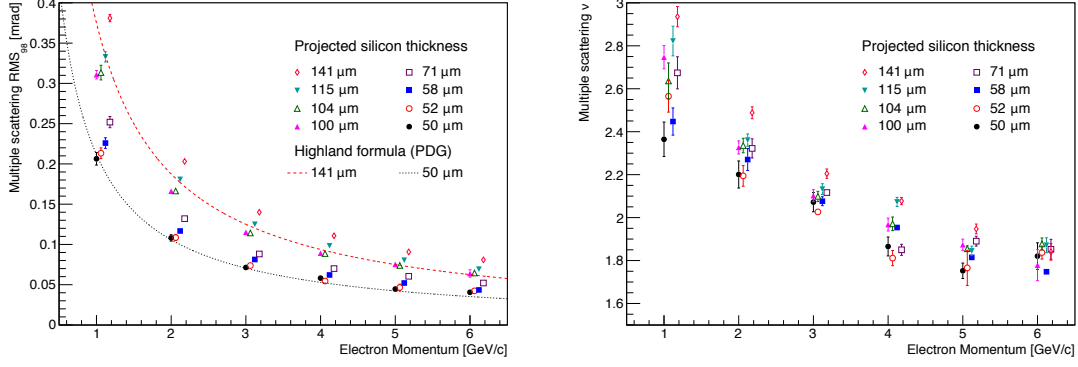 Multiple scattering RMS98 [mrad]
0.4
0.35
0.3
0.25
0.2
0.15
0.1
0.05
0
Projected silicon thickness
141 µm 71 µm
115 µm 58 µm
104 µm 52 µm
100 µm 50 µm
Highland formula (PDG)
141 µm 50 µm
1 2 3 4 5 6
Electron Momentum [GeV/c]
Multiple scattering ν
3
2.8
2.6
2.4
2.2
2
1.8
1.6
Projected silicon thickness
141 µm 71 µm
115 µm 58 µm
104 µm 52 µm
100 µm 50 µm
1 2 3 4 5 6
Electron Momentum [GeV/c]